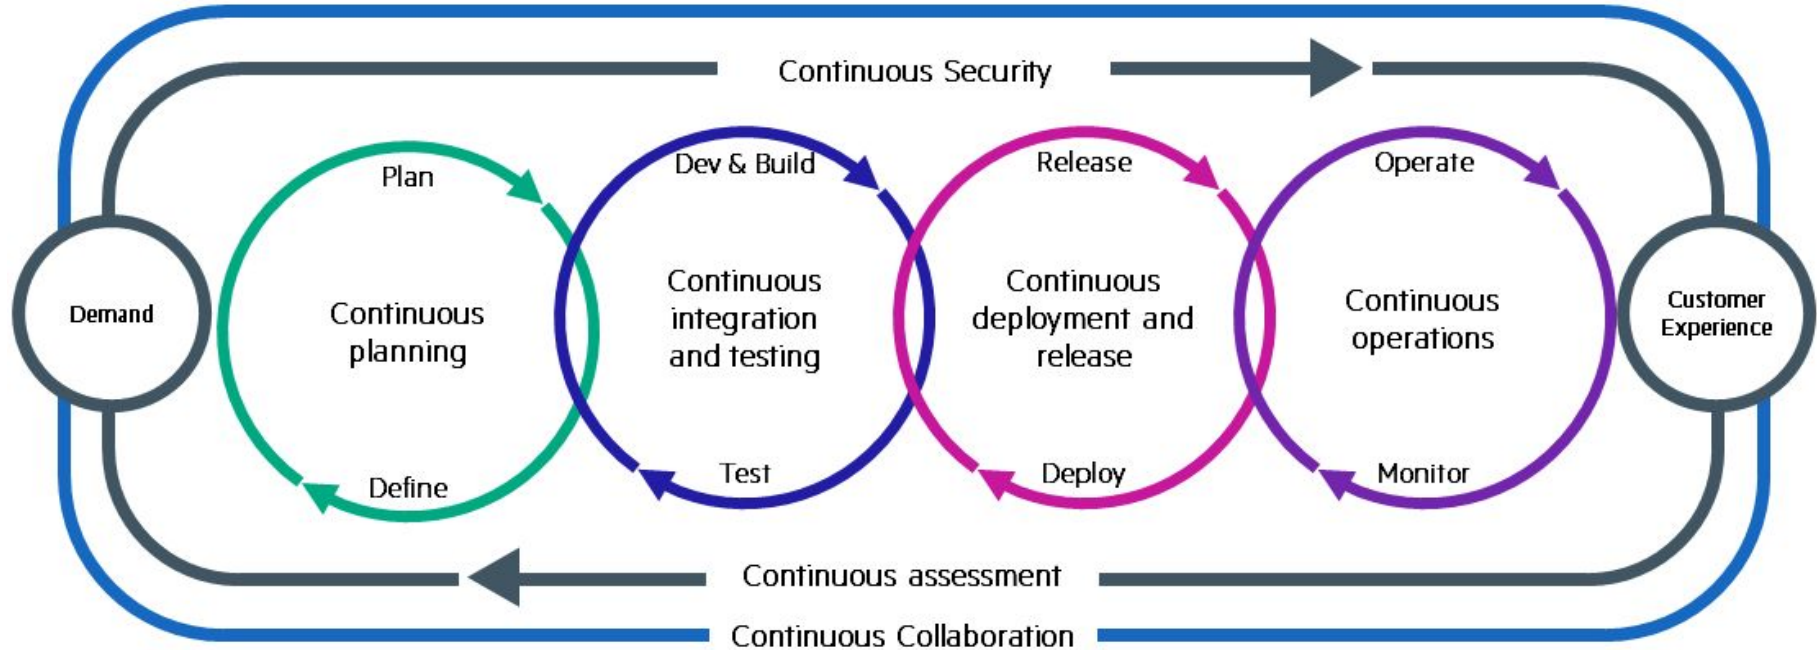 Continuous Security
Plan
Dev & Build
Release
Operate
Demand
Continuous
planning
Continuous
integration
and testing
Continuous
deployment and
release
Continuous
operations
Customer
Experience
Define
Test
Deploy
Monitor
Continuous assessment
Continuous Collaboration